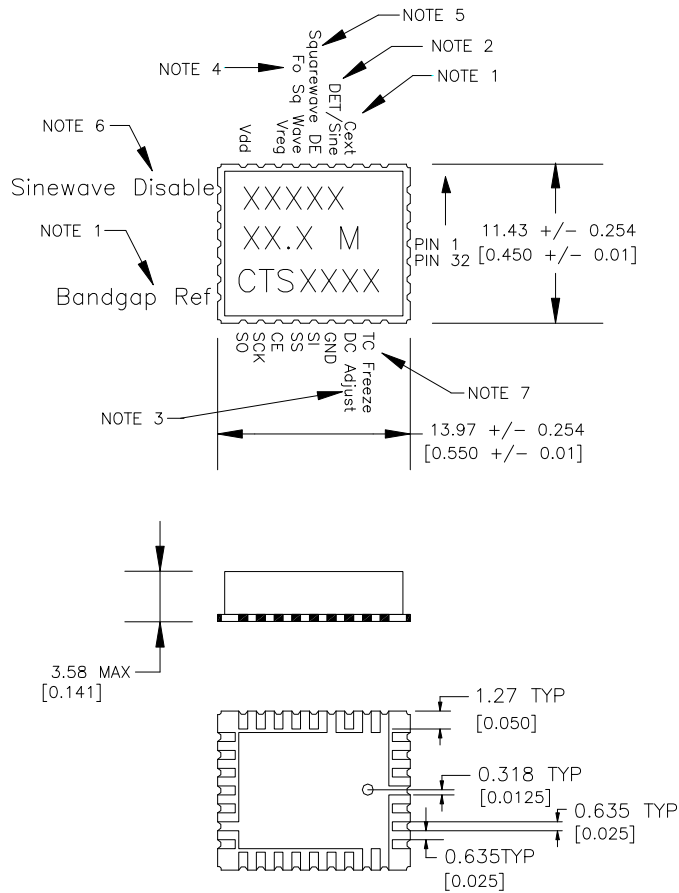 NOTE 5
NOTE 2
NOTE 4
NOTE 1
Squarewave DE
Fo Sq Wave
DET/Sine
Cext
Vreg
Vdd
NOTE 6
Sinewave Disable
XXXXX
XX.X M
CTSXXXX
PIN 1
PIN 32
11.43 +/- 0.254
[0.450 +/- 0.01]
NOTE 1
Bandgap Ref
SO
SCK
CE
SS
SI
GND
DC Adjust
TC Freeze
NOTE 7
NOTE 3
13.97 +/- 0.254
[0.550 +/- 0.01]
3.58 MAX
[0.141]
1.27 TYP
[0.050]
0.318 TYP
[0.0125]
0.635 TYP
[0.025]
0.635TYP
[0.025]